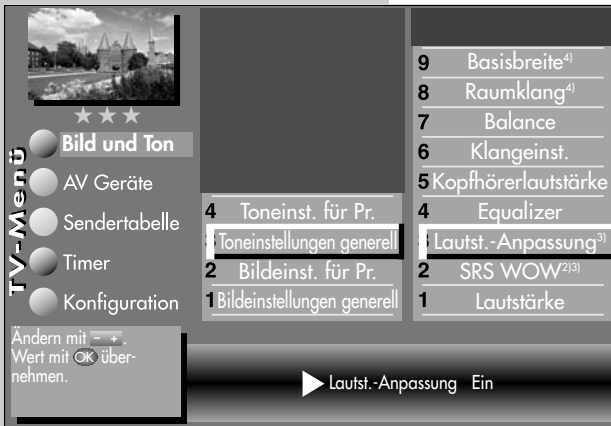 TV-Menü
Bild und Ton
AV Geräte
Sendertabelle
Timer
Konfiguration
Ändern mit - + .
Wert mit OK über-
nehmen.
4 Toneinst. für Pr.
3 Toneinstellungen generell
2 Bildeinst. für Pr.
1 Bildeinstellungen generell
9 Basisbreite4)
8 Raumklang4)
7 Balance
6 Klangeinst.
5 Kopfhörerlautstärke
4 Equalizer
3 Lautst.-Anpassung3)
2 SRS WOW2)3)
1 Lautstärke
Lautst.-Anpassung Ein